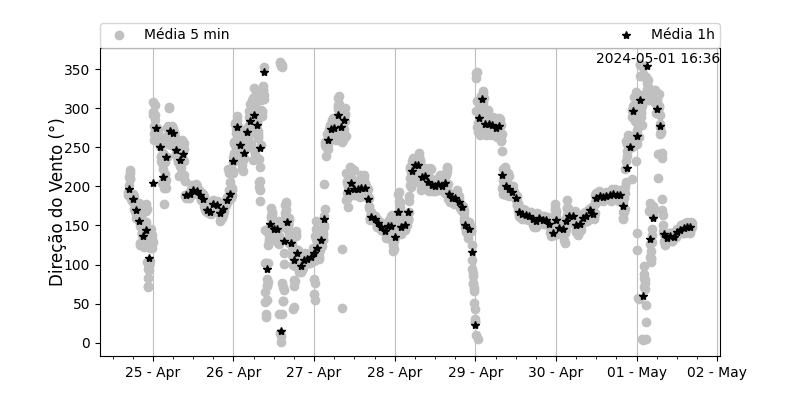 Média 5 min
Média 1h
2024-05-01 16:36
Direção do Vento (°)
350
300
250
200
150
100
50
0
25 - Apr
26 - Apr
27 - Apr
28 - Apr
29 - Apr
30 - Apr
01 - May
02 - May